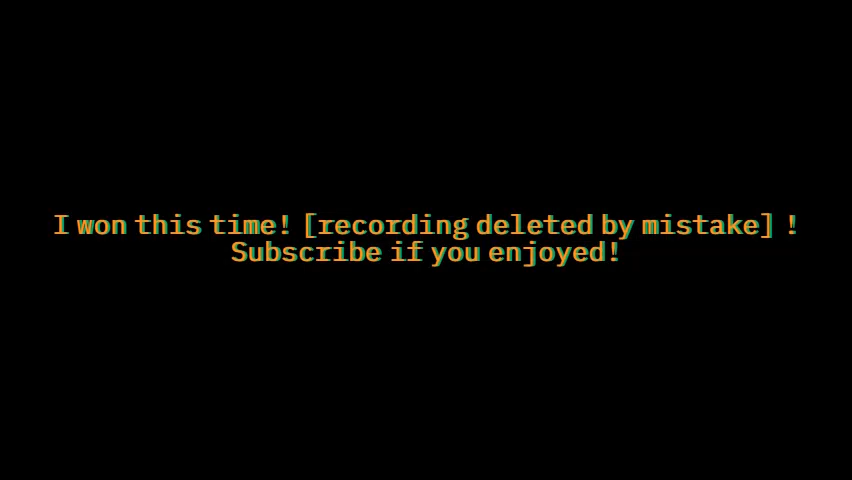 I won this time! [recording deleted by mistake] !
Subscribe if you enjoyed!